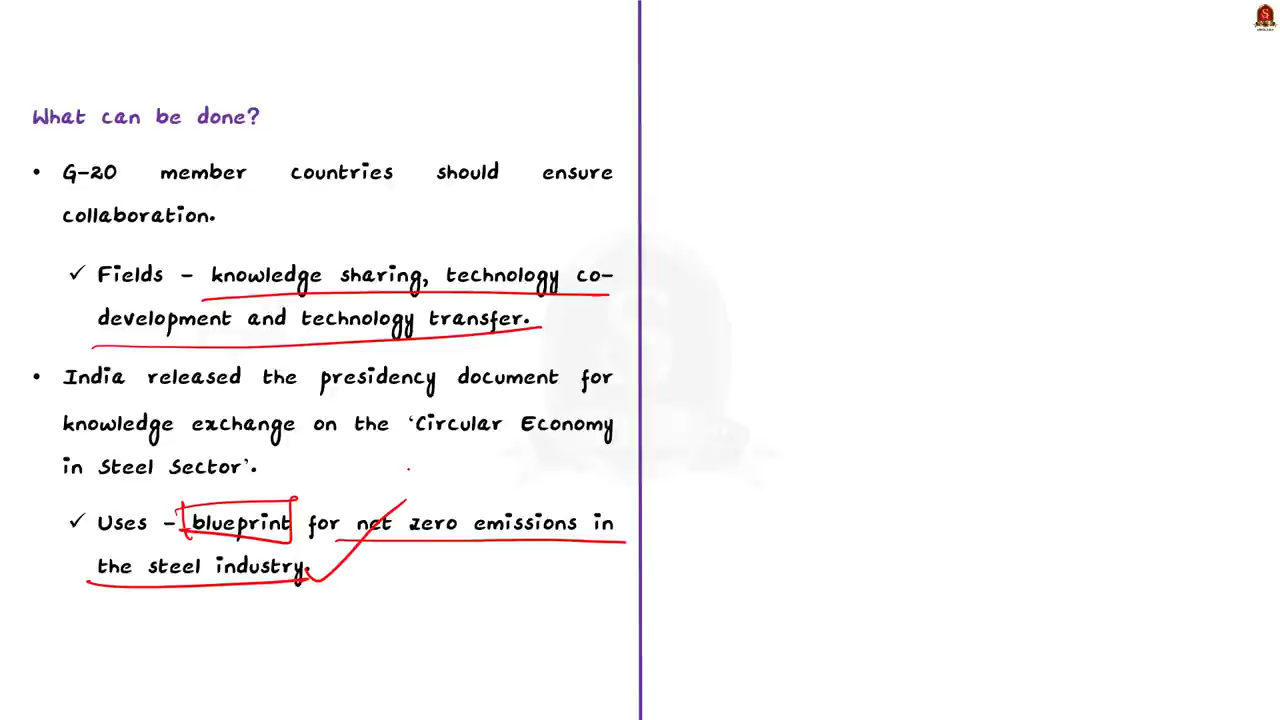 What can be done?
• G-20 member countries should ensure
collaboration.
✓ Fields - knowledge sharing, technology co-
development and technology transfer.
• India released the presidency document for
knowledge exchange on the ‘Circular Economy
in Steel Sector’.
✓ Uses - blueprint for net zero emissions in
the steel industry.